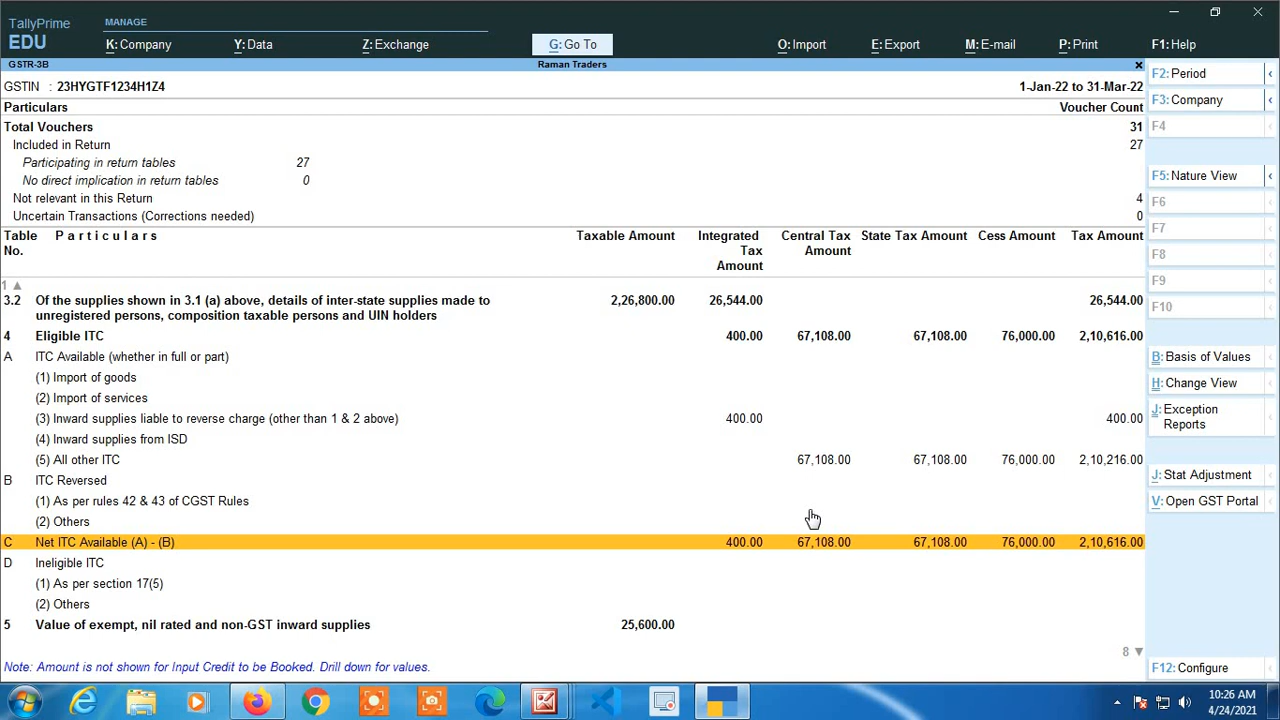 TallyPrime
EDU
MANAGE
K: Company
Y: Data
Z: Exchange
G: Go To
O: Import
E: Export
M: E-mail
P: Print
F1: Help
GSTR-3B
Raman Traders
GSTIN : 23HYGTF1234H1Z4
1-Jan-22 to 31-Mar-22
Particulars
Voucher Count
Total Vouchers 31
Included in Return 27
Participating in return tables 27
No direct implication in return tables 0
Not relevant in this Return 4
Uncertain Transactions (Corrections needed) 0
Table No. Particulars Taxable Amount Integrated Tax Amount Central Tax Amount State Tax Amount Cess Amount Tax Amount
1
3.2 Of the supplies shown in 3.1 (a) above, details of inter-state supplies made to 2,26,800.00 26,544.00 26,544.00
unregistered persons, composition taxable persons and UIN holders
4 Eligible ITC 400.00 67,108.00 67,108.00 76,000.00 2,10,616.00
A ITC Available (whether in full or part)
(1) Import of goods
(2) Import of services
(3) Inward supplies liable to reverse charge (other than 1 & 2 above) 400.00 400.00
(4) Inward supplies from ISD
(5) All other ITC 67,108.00 67,108.00 76,000.00 2,10,216.00
B ITC Reversed
(1) As per rules 42 & 43 of CGST Rules
(2) Others
C Net ITC Available (A) - (B) 400.00 67,108.00 67,108.00 76,000.00 2,10,616.00
D Ineligible ITC
(1) As per section 17(5)
(2) Others
5 Value of exempt, nil rated and non-GST inward supplies 25,600.00
8
Note: Amount is not shown for Input Credit to be Booked. Drill down for values.
F2: Period
F3: Company
F4
F5: Nature View
F6
F7
F8
F9
F10
B: Basis of Values
H: Change View
J: Exception
Reports
J: Stat Adjustment
V: Open GST Portal
F12: Configure
10:26 AM
4/24/2021